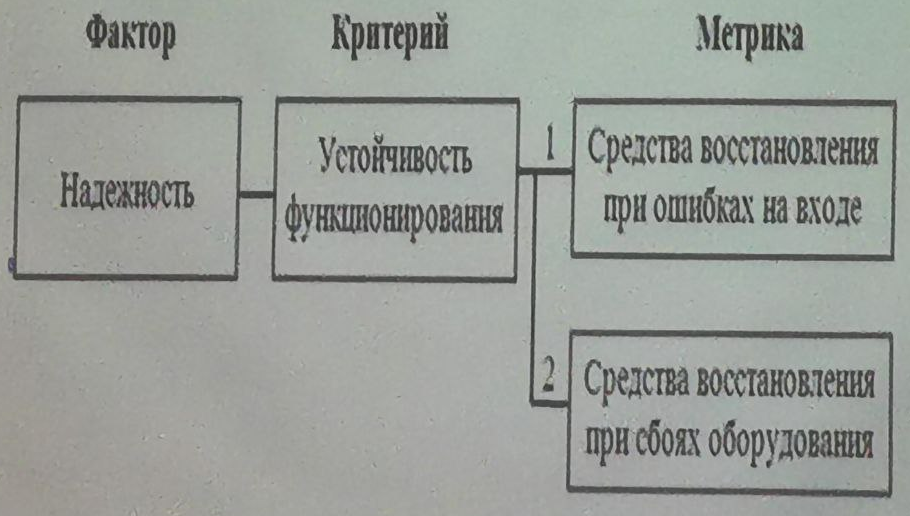 Фактор
Критерий
Метрика
Надежность
Устойчивость
функционирования
1
Средства восстановления
при ошибках на входе
2
Средства восстановления
при сбоях оборудования